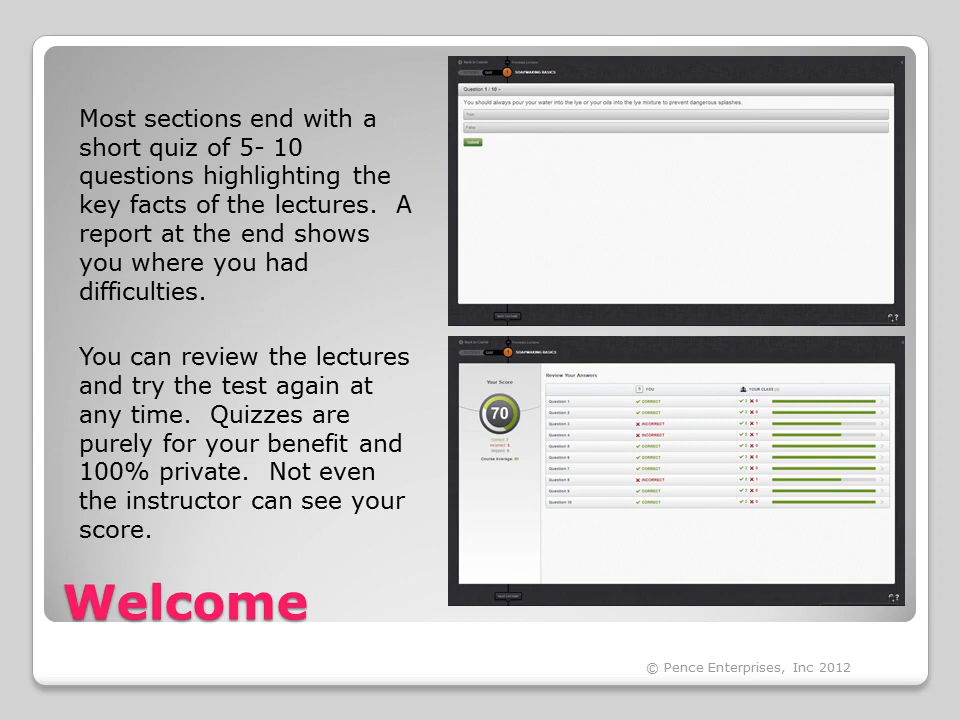 Most sections end with a
short quiz of 5- 10
questions highlighting the
key facts of the lectures.  A
report at the end shows
you where you had
difficulties.
You can review the lectures
and try the test again at
any time.  Quizzes are
purely for your benefit and
100% private.  Not even
the instructor can see your
score.
Welcome
SOAPMAKING BASICS
Question 1 / 10
You should always pour your water into the lye or your oils into the lye mixture to prevent dangerous splashes.
True
False
Submit
SOAPMAKING BASICS
Your Score
70
Correct: 7
Course Average:
Review Your Answers
YOU
YOUR CLASS
Question 1 CORRECT
Question 2 CORRECT
Question 3 INCORRECT
Question 4 INCORRECT
Question 5 CORRECT
Question 6 CORRECT
Question 7 CORRECT
Question 8 INCORRECT
Question 9 CORRECT
Question 10 CORRECT
© Pence Enterprises, Inc 2012